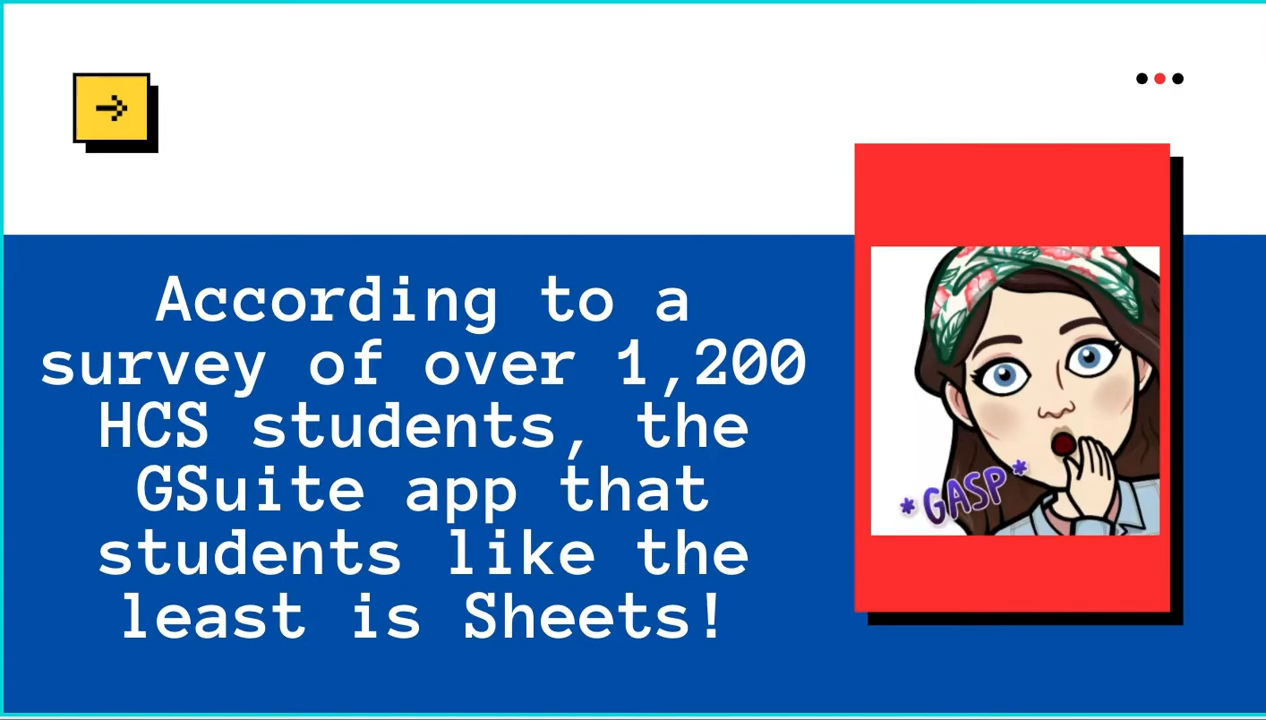 According to a
survey of over 1,200
HCS students, the
GSuite app that
students like the
least is Sheets!
*GASP*